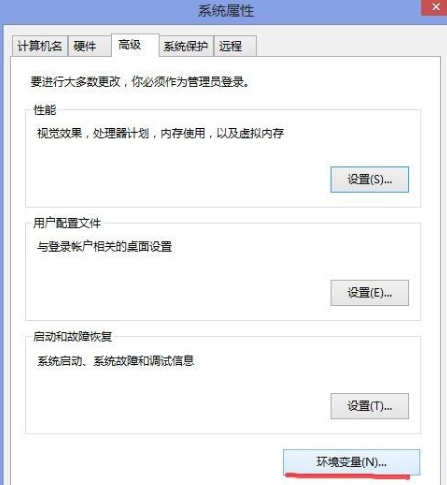 系统属性
计算机名 硬件 高级 系统保护 远程
要进行大多数更改，你必须作为管理员登录。
性能
视觉效果，处理器计划，内存使用，以及虚拟内存
设置(S)...
用户配置文件
与登录帐户相关的桌面设置
设置(E)...
启动和故障恢复
系统启动、系统故障和调试信息
设置(T)...
环境变量(N)...